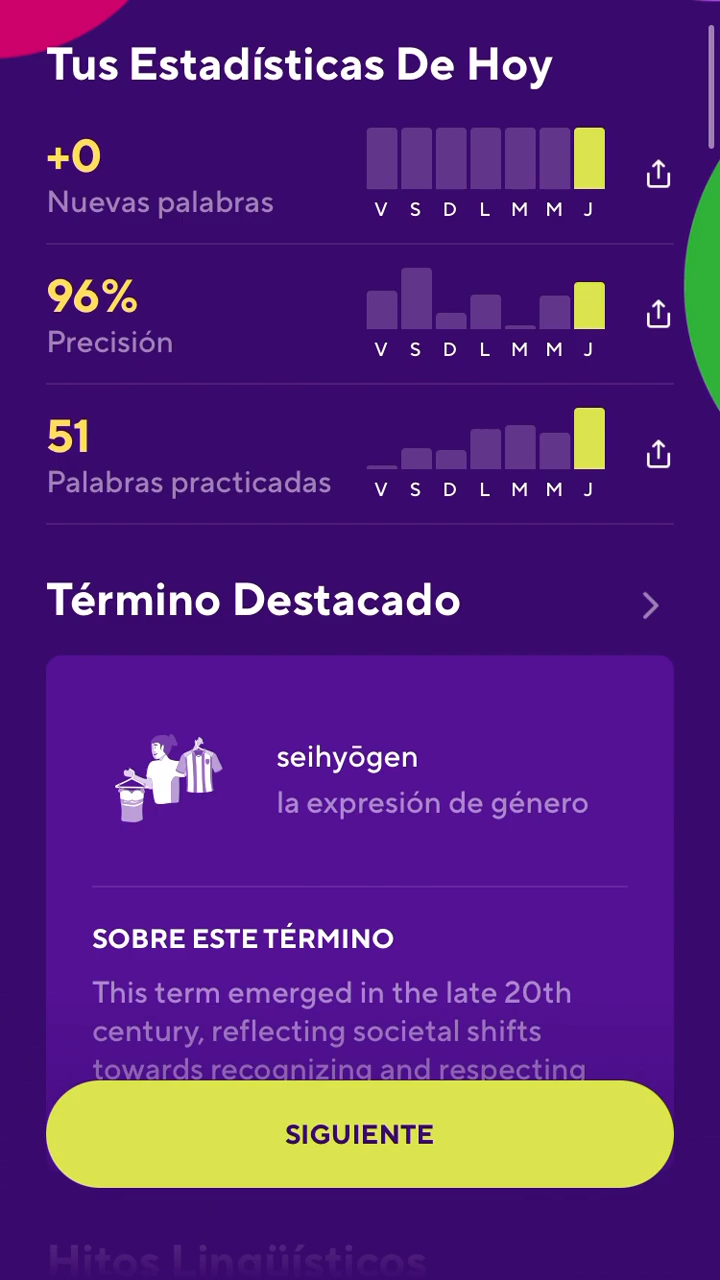 Tus Estadísticas De Hoy
+0
Nuevas palabras
V S D L M M J
96%
Precisión
V S D L M M J
51
Palabras practicadas
V S D L M M J
Término Destacado
seihyōgen
la expresión de género
SOBRE ESTE TÉRMINO
This term emerged in the late 20th
century, reflecting societal shifts
towards recognizing and respecting
SIGUIENTE
Hitos Lingüísticos